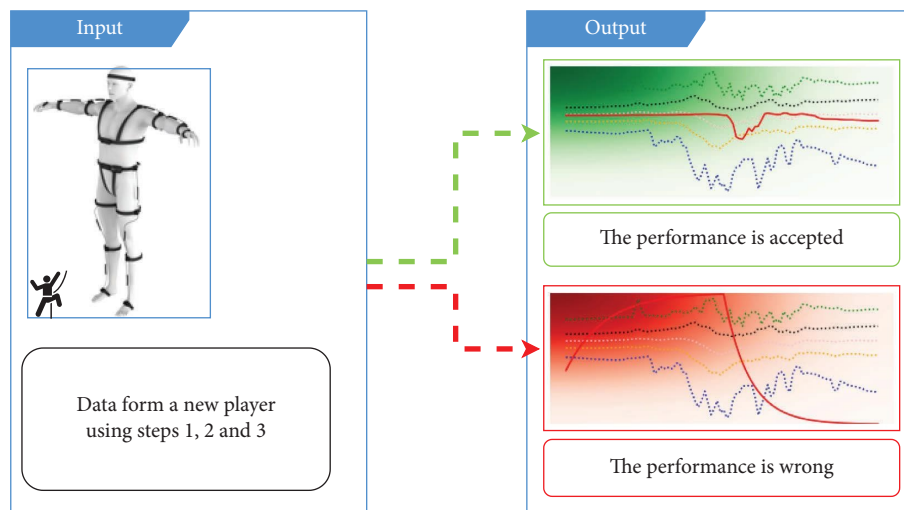 Input
Data form a new player
using steps 1, 2 and 3
Output
The performance is accepted
The performance is wrong